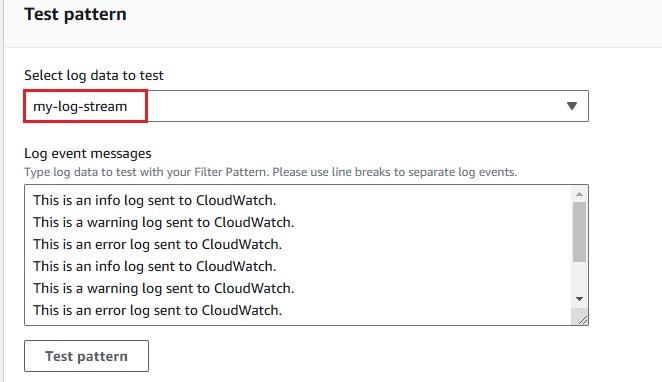 Test pattern
Select log data to test
my-log-stream
Log event messages
Type log data to test with your Filter Pattern. Please use line breaks to separate log events.
This is an info log sent to CloudWatch.
This is a warning log sent to CloudWatch.
This is an error log sent to CloudWatch.
This is an info log sent to CloudWatch.
This is a warning log sent to CloudWatch.
This is an error log sent to CloudWatch.
Test pattern